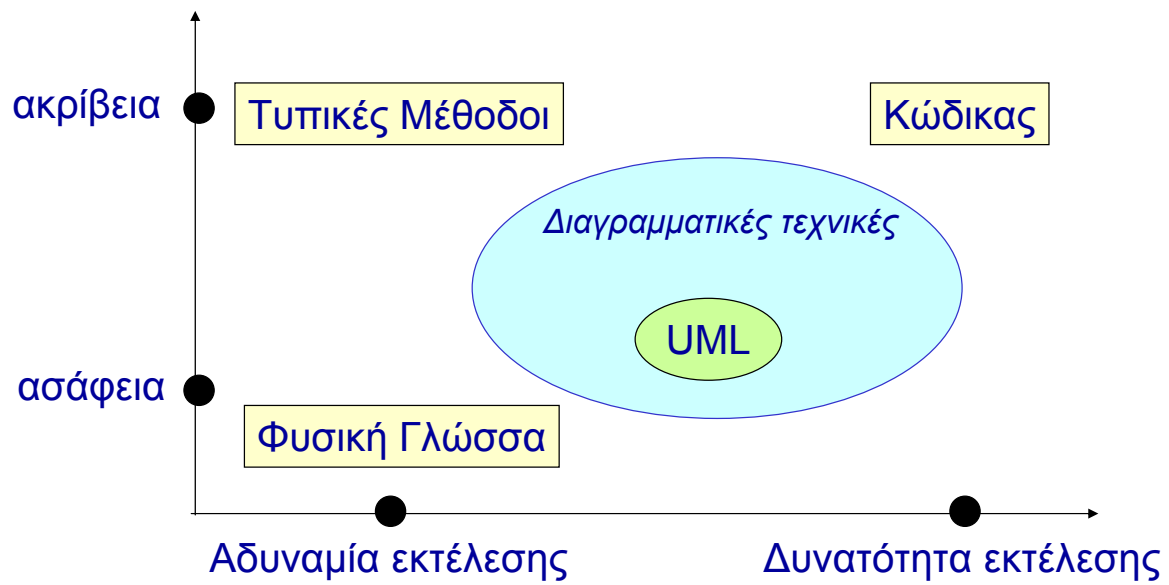 ακρίβεια
Τυπικές Μέθοδοι
Κώδικας
Διαγραμματικές τεχνικές
UML
ασάφεια
Φυσική Γλώσσα
Αδυναμία εκτέλεσης
Δυνατότητα εκτέλεσης